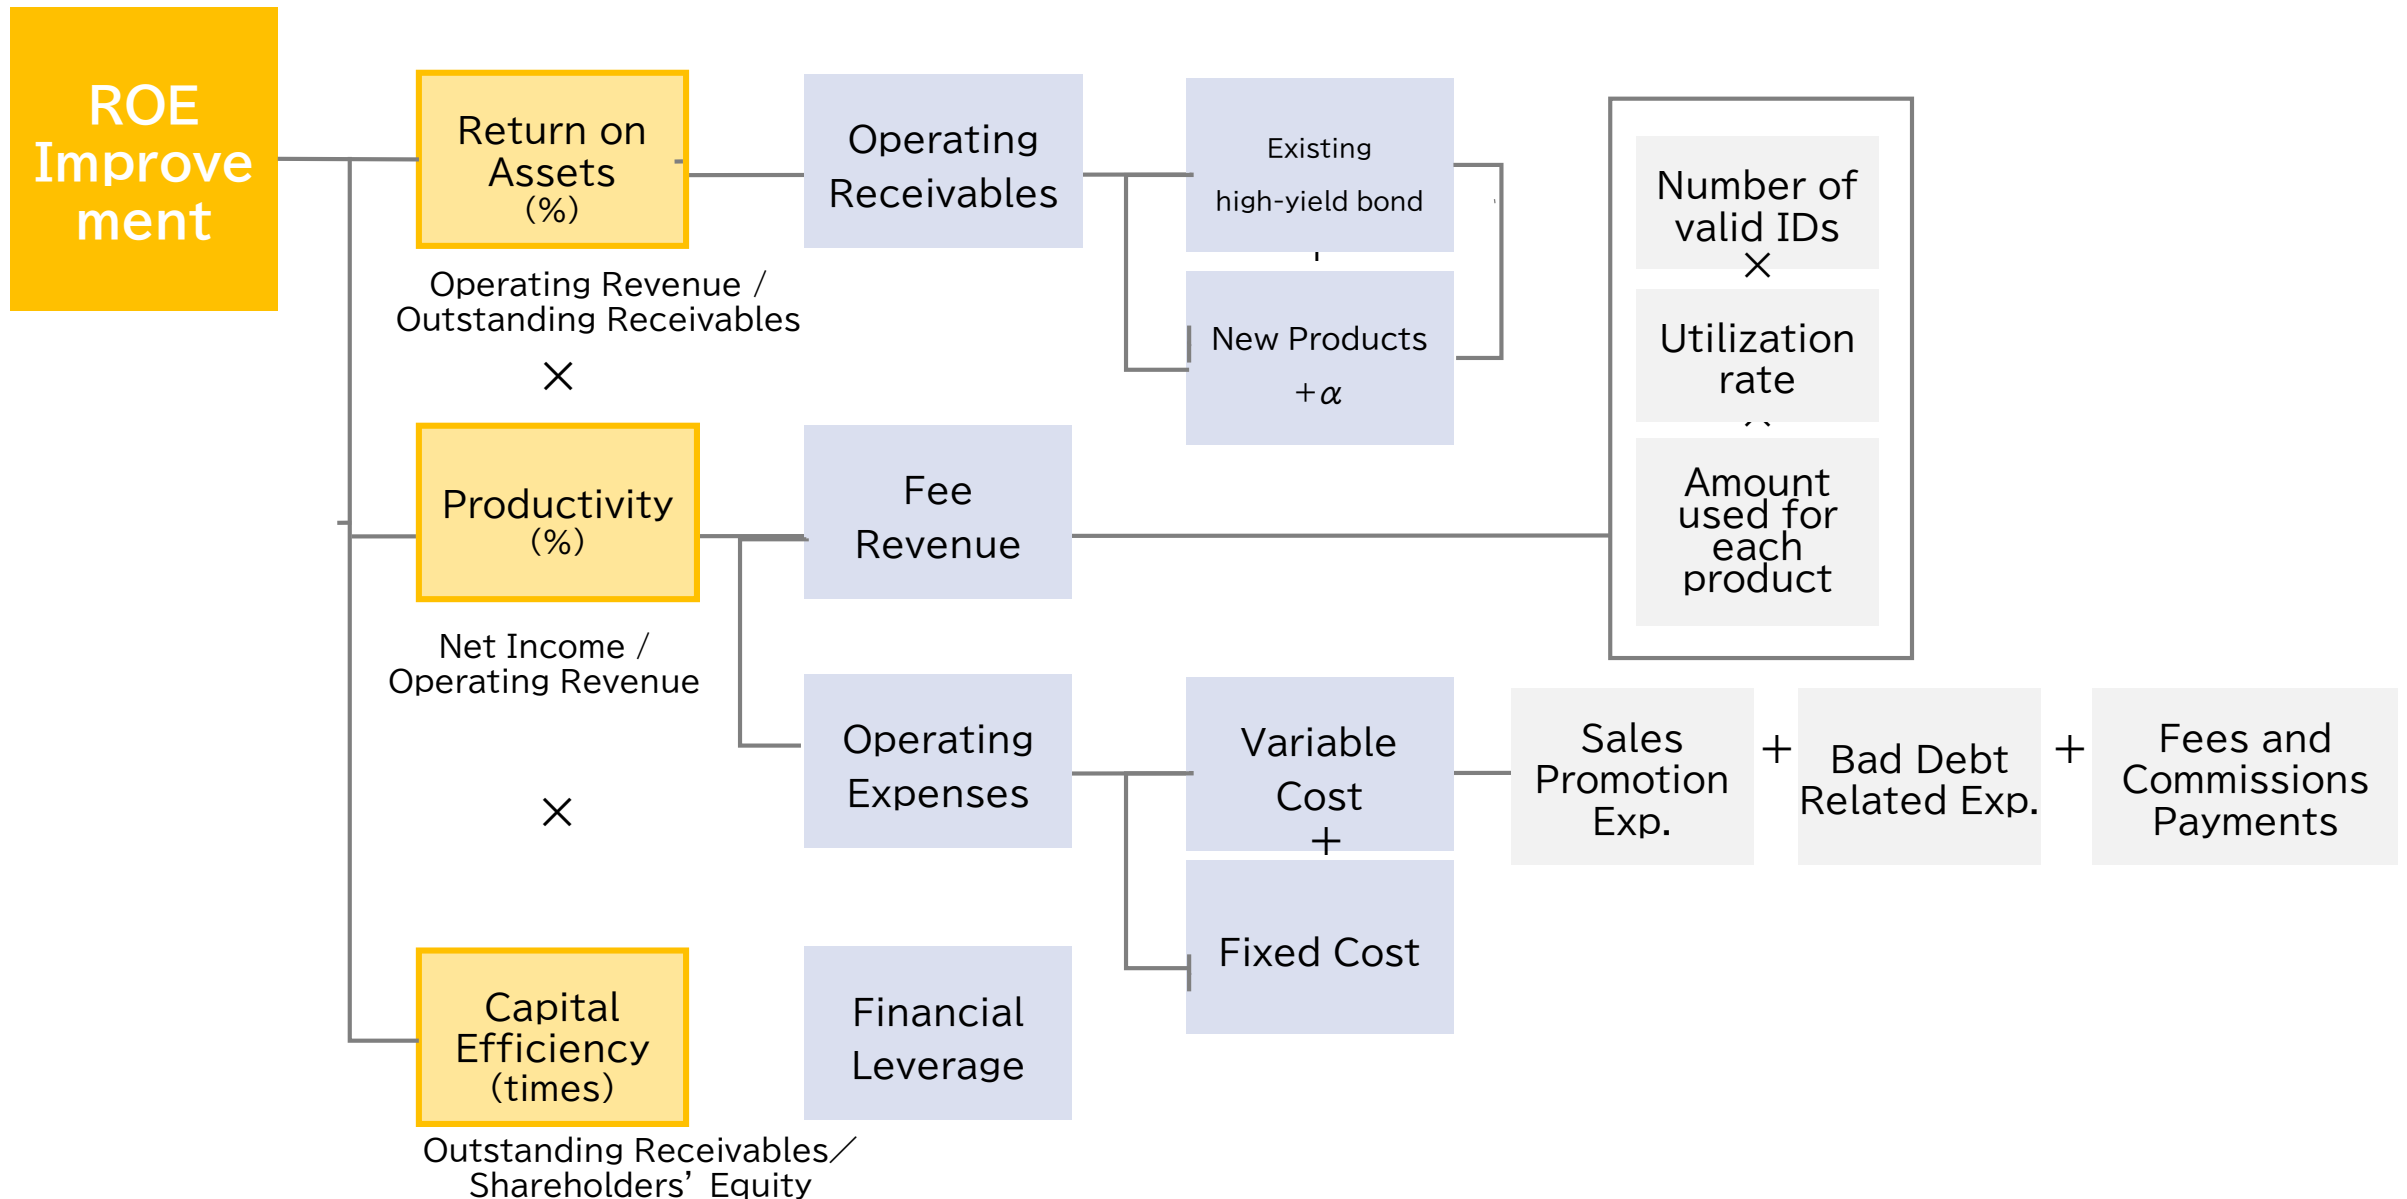 ROE
Improve
ment
Return on
Assets
(%)
Operating Revenue /
Outstanding Receivables
×
Productivity
(%)
Net Income /
Operating Revenue
×
Capital
Efficiency
(times)
Outstanding Receivables／
Shareholders’ Equity
Operating
Receivables
Fee
Revenue
Operating
Expenses
Financial
Leverage
Existing
high-yield bond
New Products
+α
Variable
Cost
+
Fixed Cost
Number of
valid IDs
×
Utilization
rate
Amount
used for
each
product
Sales
Promotion
Exp.
+
Bad Debt
Related Exp.
+
Fees and
Commissions
Payments